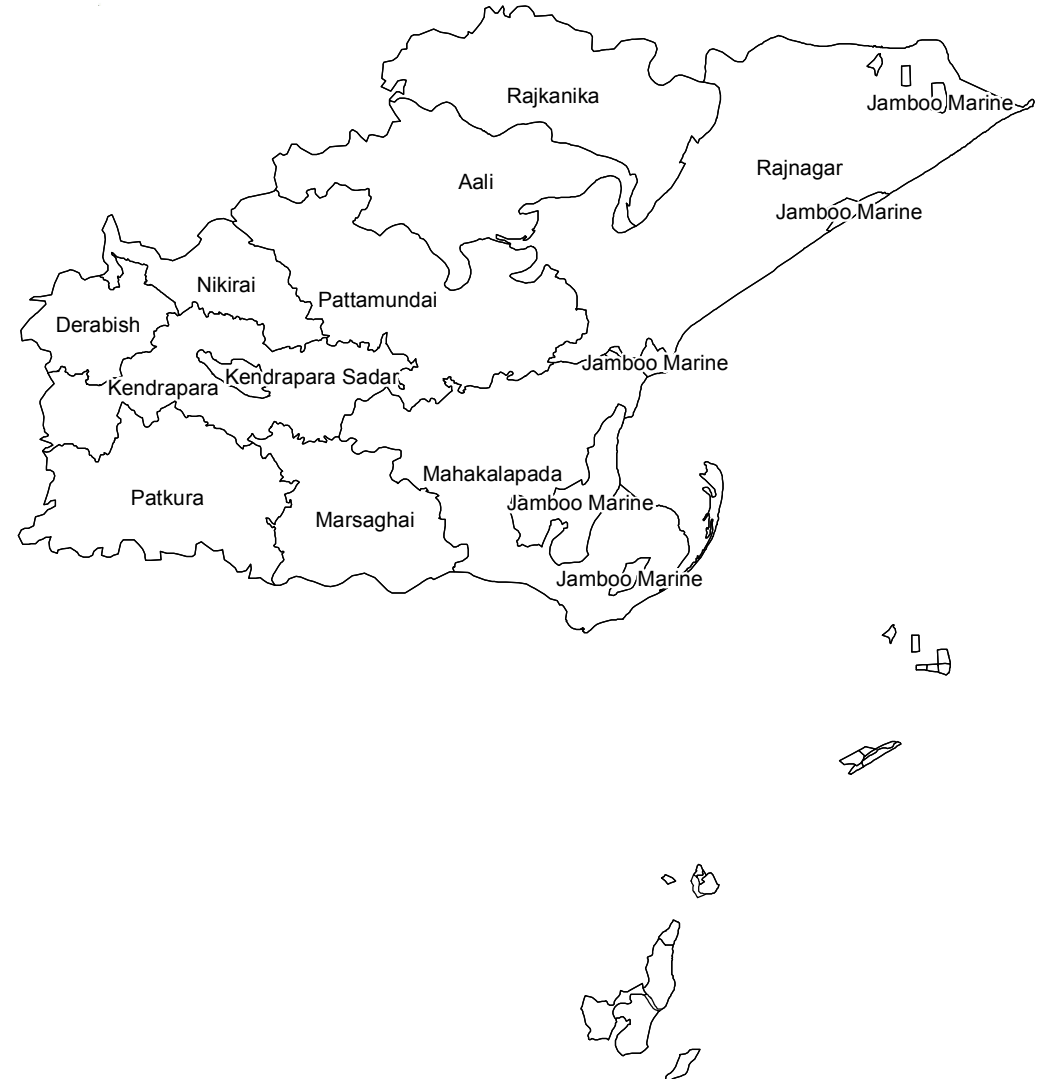 Rajkanika
Jamboo Marine
Rajnagar
Aali
Jamboo Marine
Nikirai
Pattamundai
Derabish
Jamboo Marine
Kendrapara Sadar
Kendrapara
Mahakalapada
Patkura
Jamboo Marine
Marsaghai
Jamboo Marine